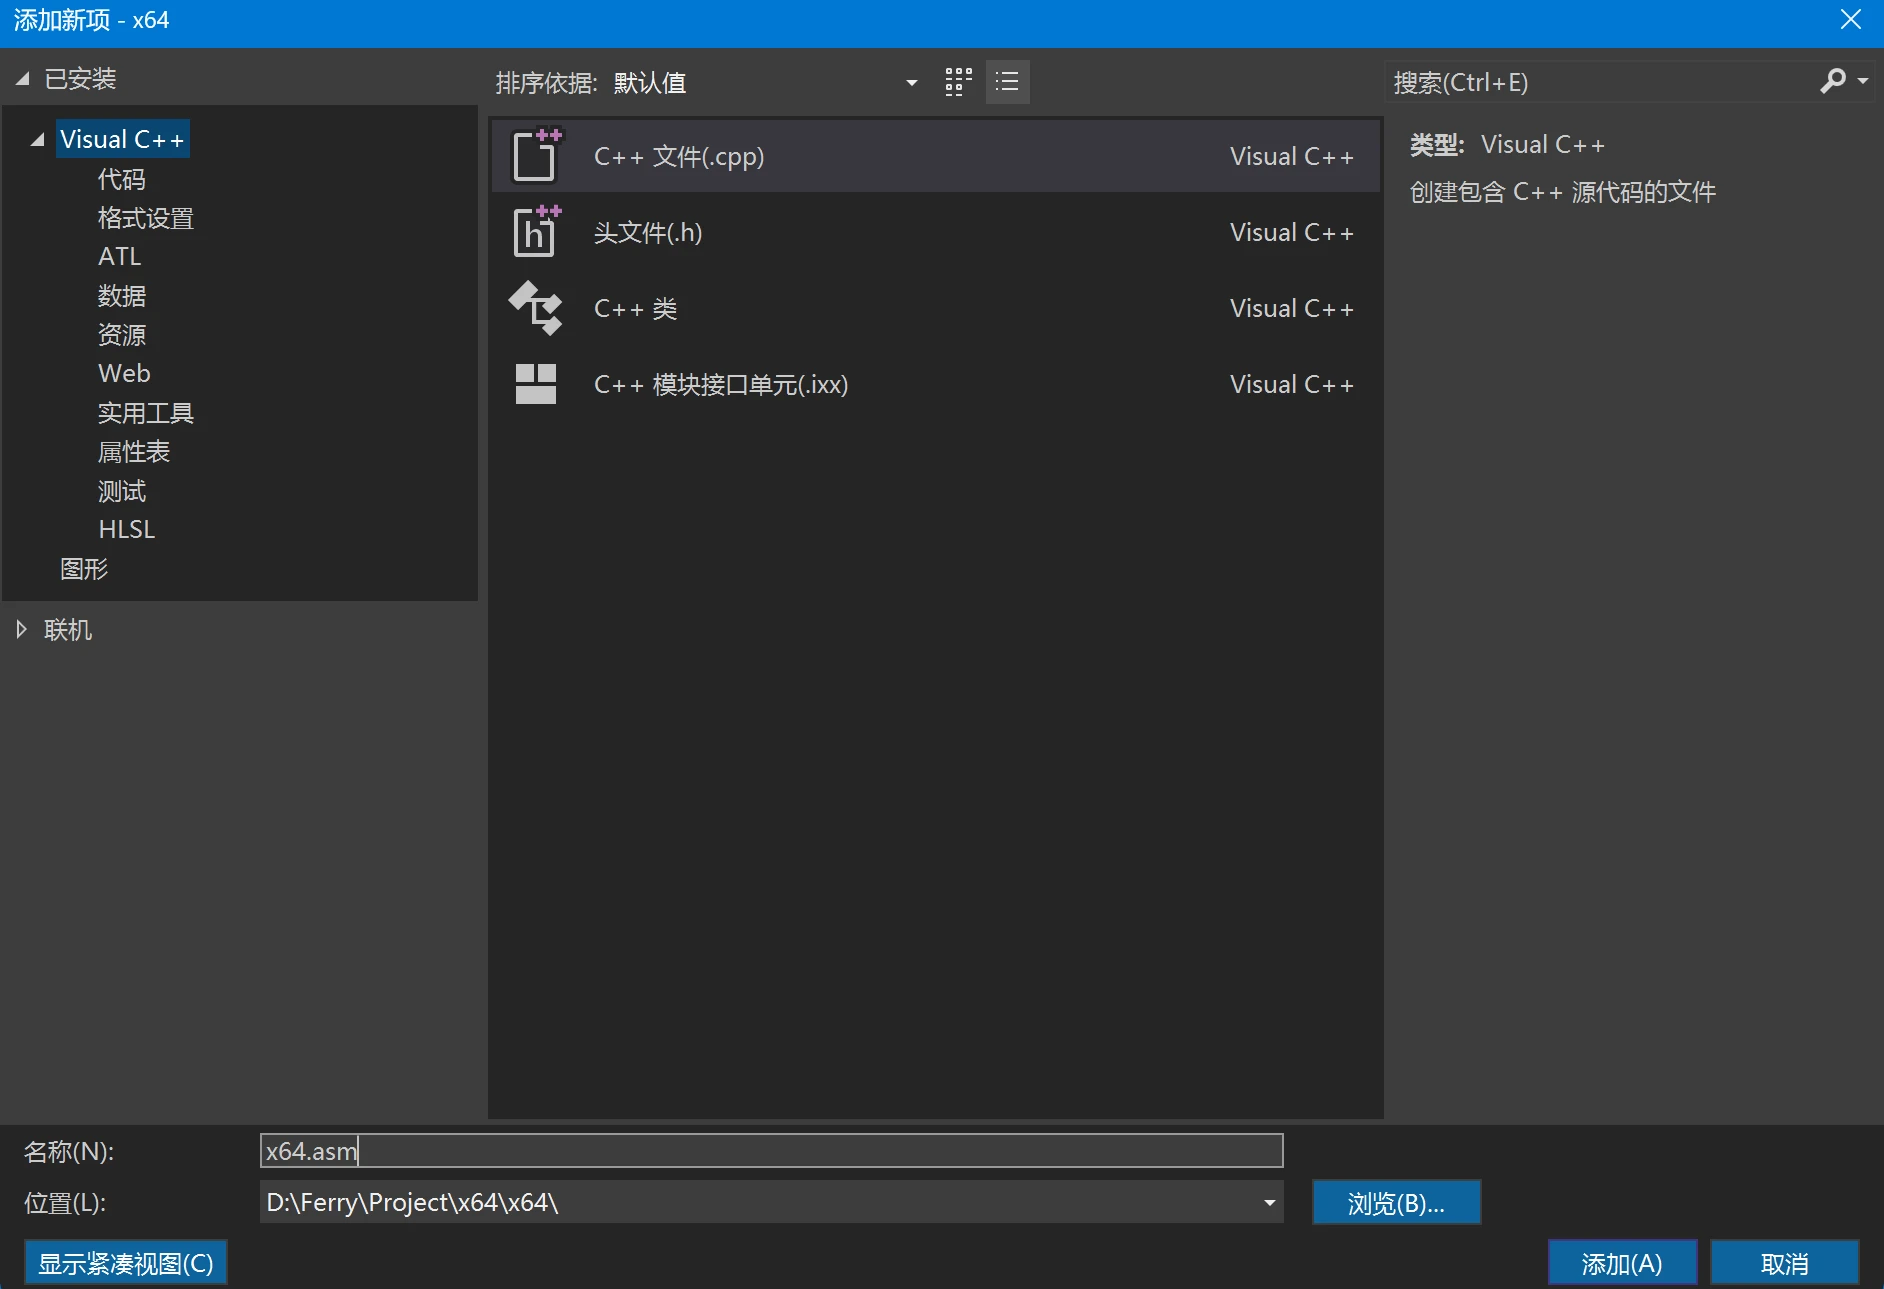 添加新项 - x64
已安装
Visual C++
代码
格式设置
ATL
数据
资源
Web
实用工具
属性表
测试
HLSL
图形
联机
排序依据: 默认值
C++ 文件(.cpp) Visual C++
头文件(.h) Visual C++
C++ 类 Visual C++
C++ 模块接口单元(.ixx) Visual C++
搜索(Ctrl+E)
类型: Visual C++
创建包含 C++ 源代码的文件
名称(N): x64.asm
位置(L): D:\Ferry\Project\x64\x64\
浏览(B)...
显示紧凑视图(C)
添加(A)
取消